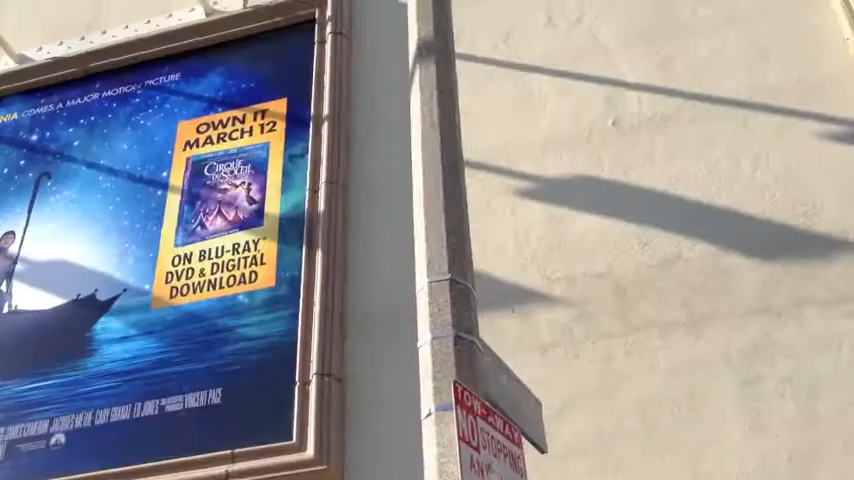 COMES A MAJOR MOTION PICTURE
OWN IT
MARCH 12
CIRQUE
DU SOLEIL
ON BLU-RAY,
DVD & DIGITAL
DOWNLOAD
JAMES CAMERON JACQUES MÉTHÉ CARY GRANAT ED JONES VINCENT PACE
TOW-AWAY
NO STOPPING